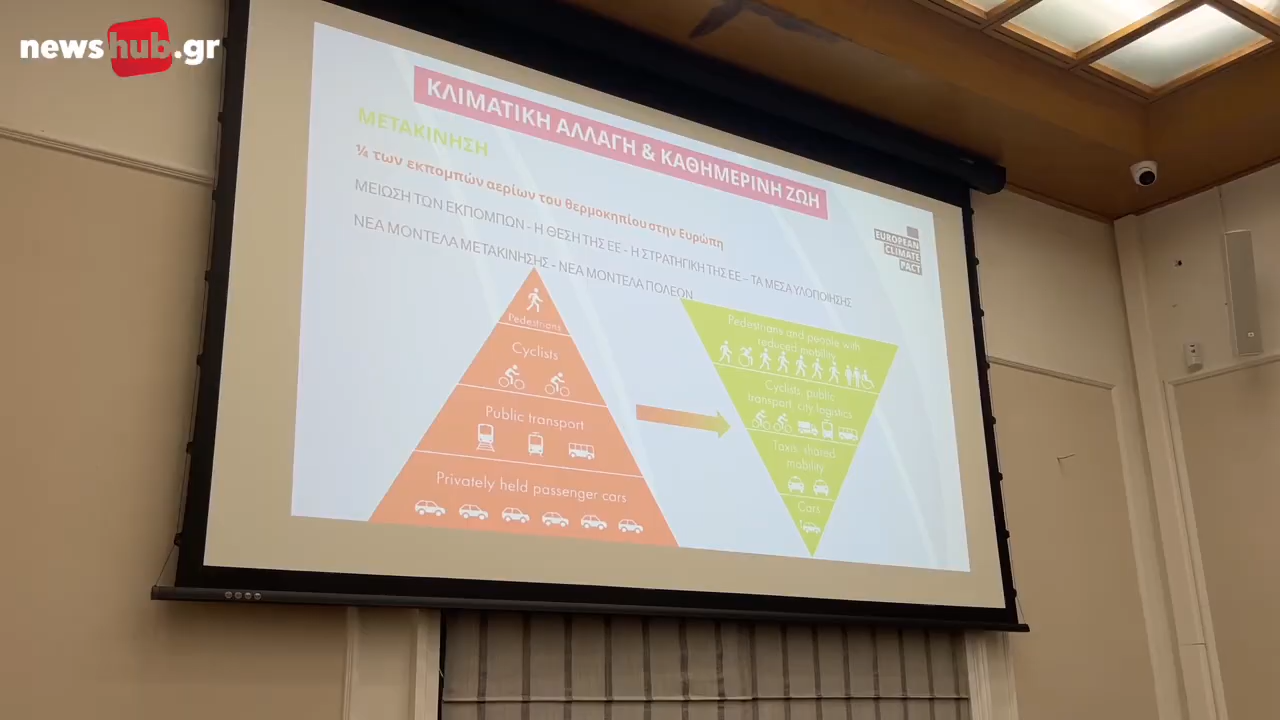 newshub.gr
ΚΛΙΜΑΤΙΚΗ ΑΛΛΑΓΗ & ΚΑΘΗΜΕΡΙΝΗ ΖΩΗ
ΜΕΤΑΚΙΝΗΣΗ
¼ των εκπομπών αερίων του θερμοκηπίου στην Ευρώπη
ΜΕΙΩΣΗ ΤΩΝ ΕΚΠΟΜΠΩΝ - Η ΘΕΣΗ ΤΗΣ ΕΕ - Η ΣΤΡΑΤΗΓΙΚΗ ΤΗΣ ΕΕ – ΤΑ ΜΕΣΑ ΥΛΟΠΟΙΗΣΗΣ
ΝΕΑ ΜΟΝΤΕΛΑ ΜΕΤΑΚΙΝΗΣΗΣ - ΝΕΑ ΜΟΝΤΕΛΑ ΠΟΛΕΩΝ
EUROPEAN
CLIMATE
PACT
Pedestrians
Cyclists
Public transport
Privately held passenger cars
Pedestrians and people with
reduced mobility
Cyclists, public
transport, city logistics
Taxis, shared
mobility
Cars